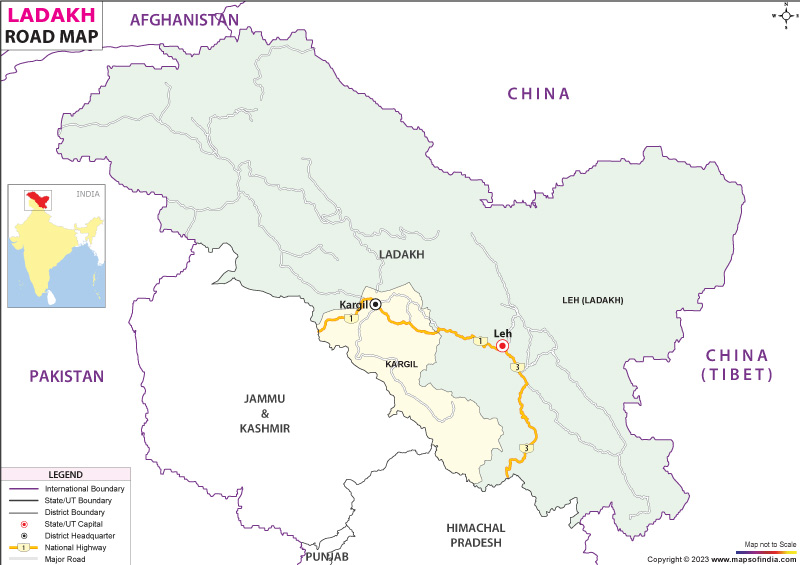 LADAKH
ROAD MAP
AFGHANISTAN
CHINA
INDIA
LADAKH
Kargil
1
LEH (LADAKH)
Leh
1
3
KARGIL
CHINA
(TIBET)
PAKISTAN
JAMMU
&
KASHMIR
3
HIMACHAL
PRADESH
PUNJAB
LEGEND
International Boundary
State/UT Boundary
District Boundary
State/UT Capital
District Headquarter
1 National Highway
Major Road
N
W E
S
Map not to Scale
Copyright © 2023 www.mapsofindia.com